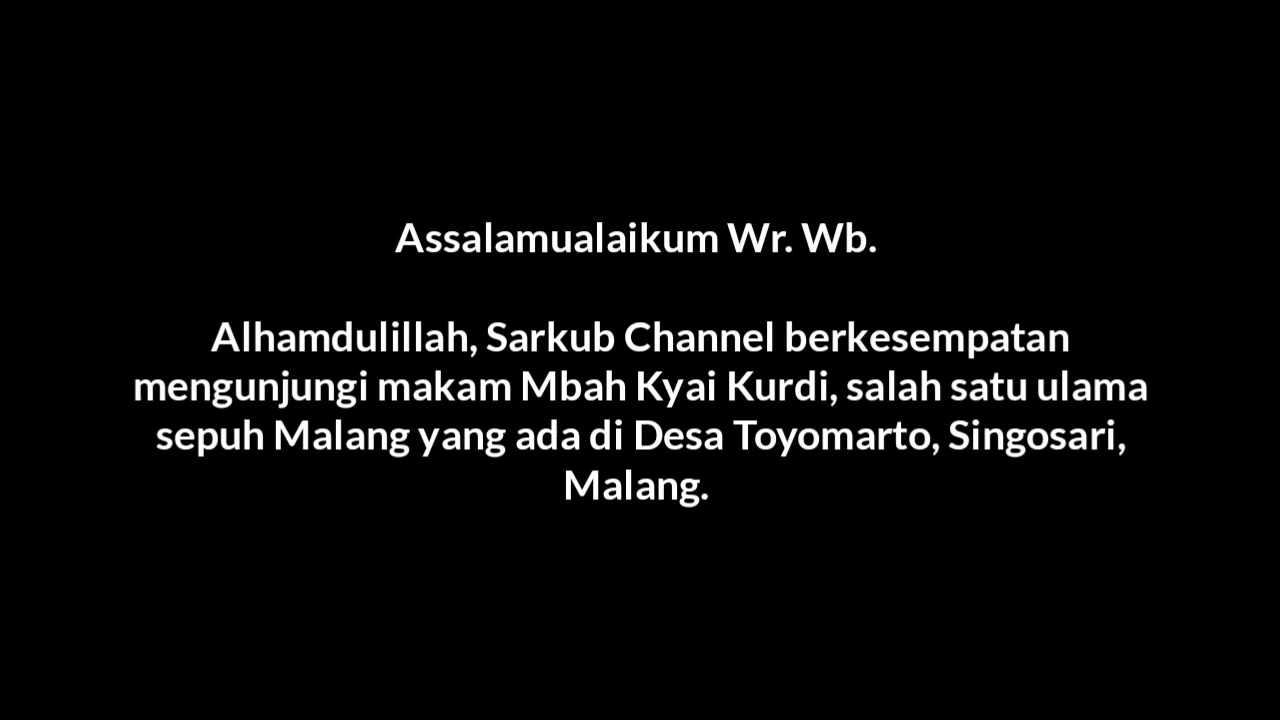 Assalamualaikum Wr. Wb.
Alhamdulillah, Sarkub Channel berkesempatan
mengunjungi makam Mbah Kyai Kurdi, salah satu ulama
sepuh Malang yang ada di Desa Toyomarto, Singosari,
Malang.